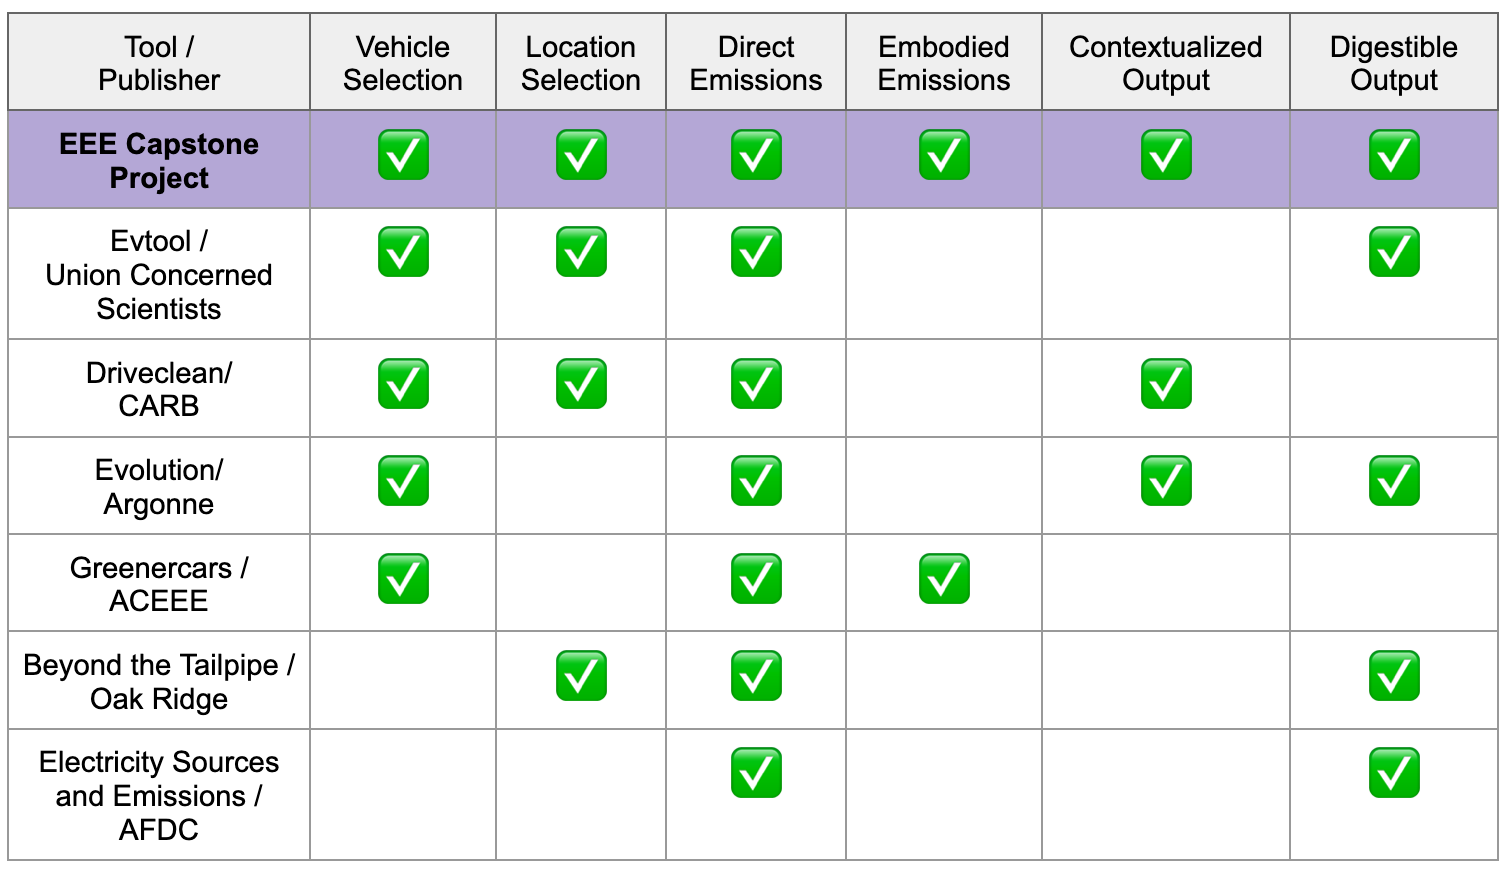 Tool /
Publisher
Vehicle
Selection
Location
Selection
Direct
Emissions
Embodied
Emissions
Contextualized
Output
Digestible
Output
EEE Capstone
Project
Evtool /
Union Concerned
Scientists
Driveclean/
CARB
Evolution/
Argonne
Greenercars /
ACEEE
Beyond the Tailpipe /
Oak Ridge
Electricity Sources
and Emissions /
AFDC